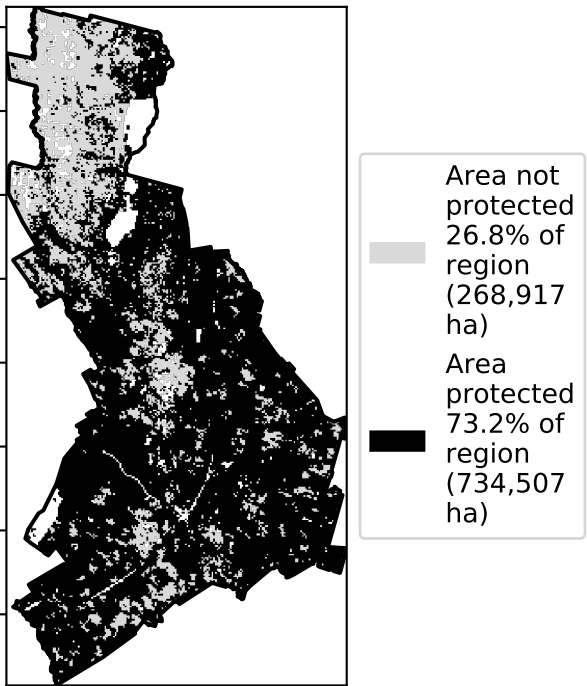 Area not
protected
26.8% of
region
(268,917
ha)
Area
protected
73.2% of
region
(734,507
ha)